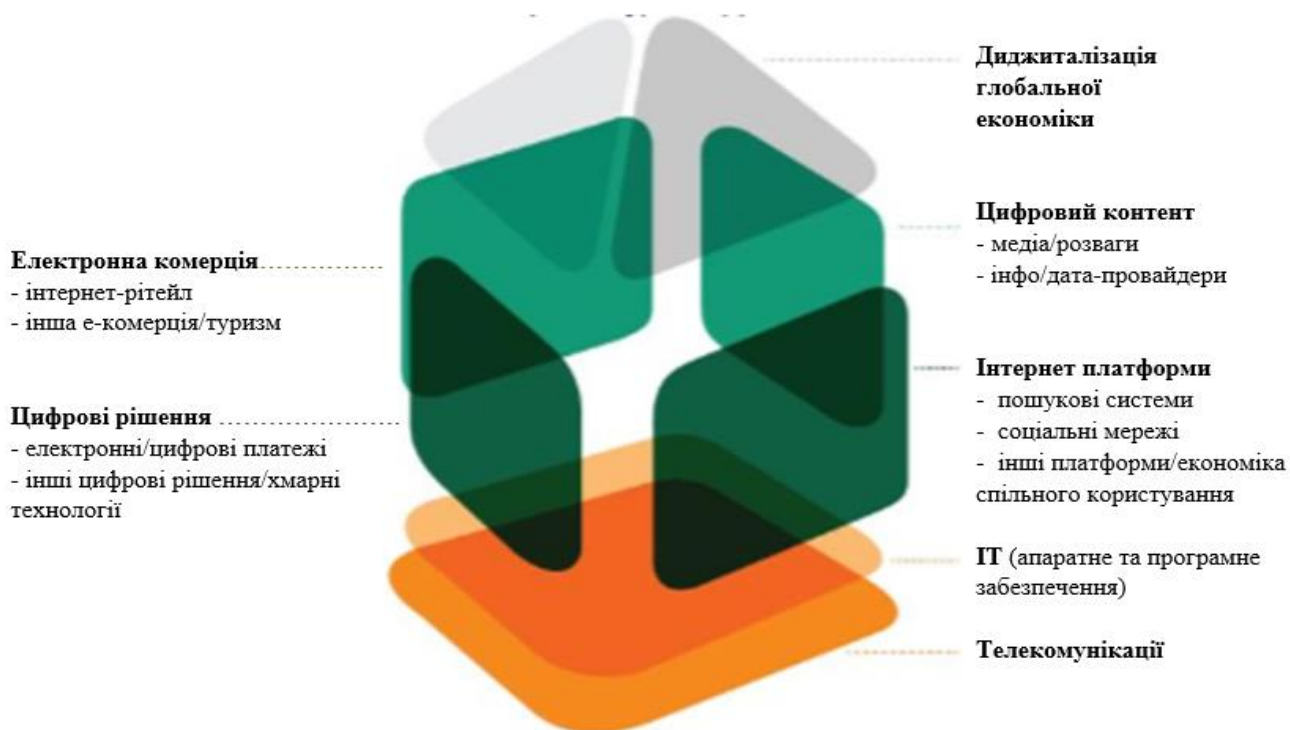 Диджиталізація
глобальної
економіки
Цифровий контент
- медіа/розваги
- інфо/дата-провайдери
Електронна комерція
- інтернет-рітейл
- інша е-комерція/туризм
Інтернет платформи
- пошукові системи
- соціальні мережі
- інші платформи/економіка
спільного користування
Цифрові рішення
- електронні/цифрові платежі
- інші цифрові рішення/хмарні
технології
ІТ (апаратне та програмне
забезпечення)
Телекомунікації